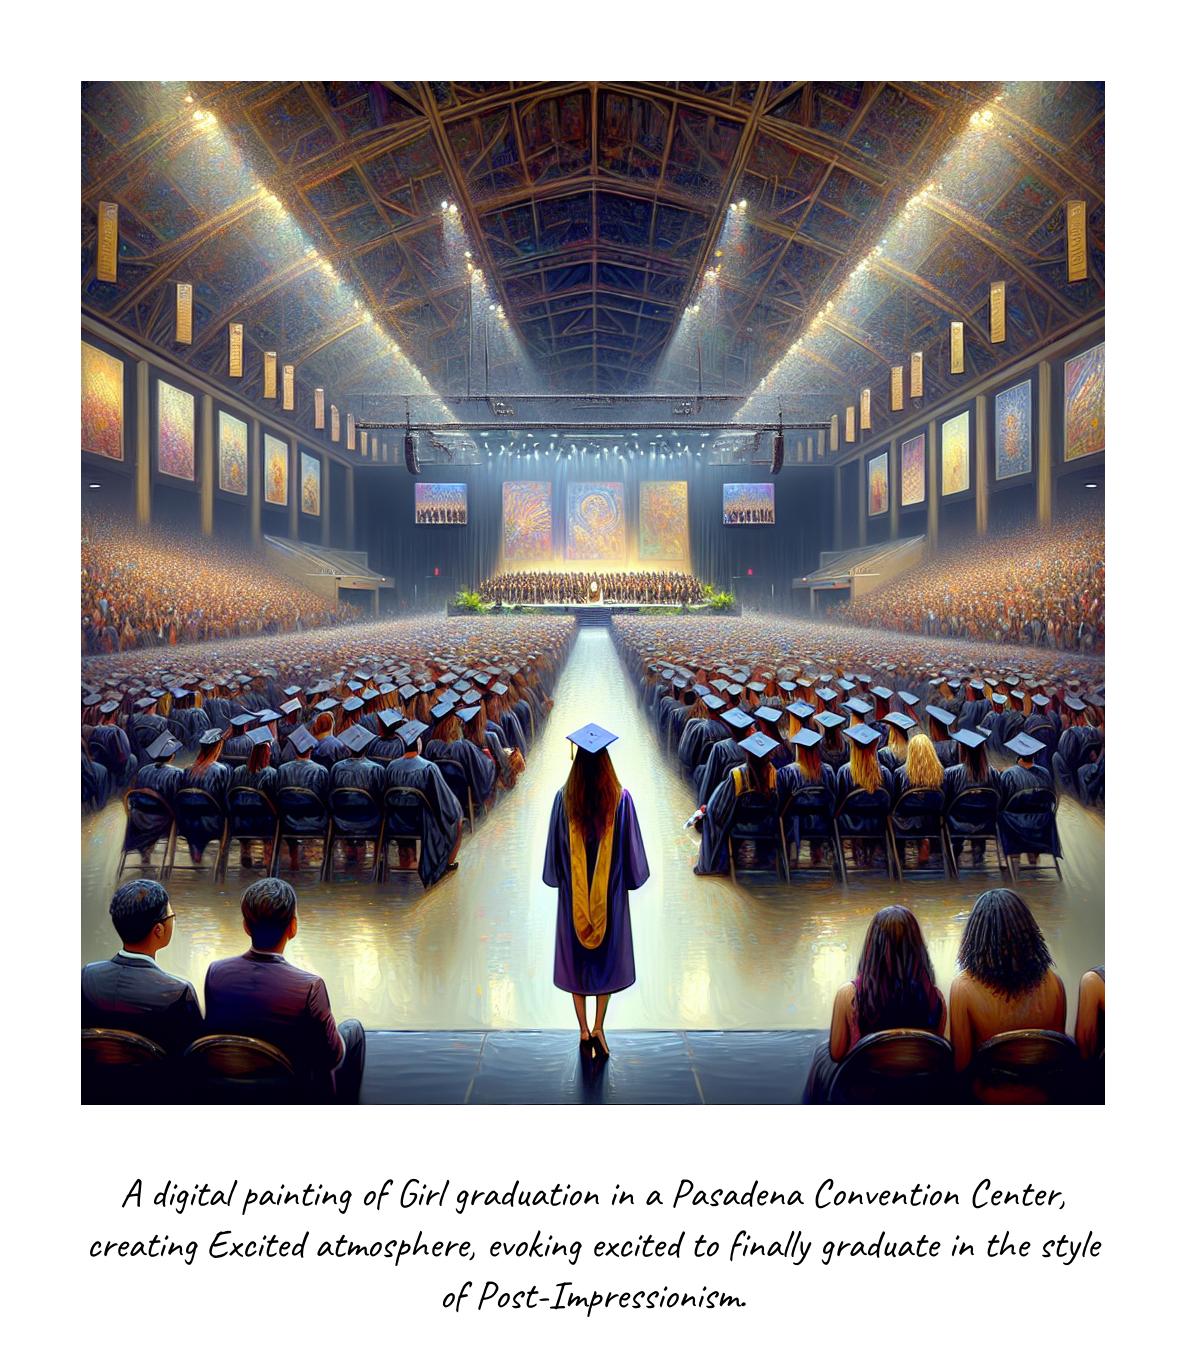 A digital painting of Girl graduation in a Pasadena Convention Center,
creating Excited atmosphere, evoking excited to finally graduate in the style
of Post-Impressionism.